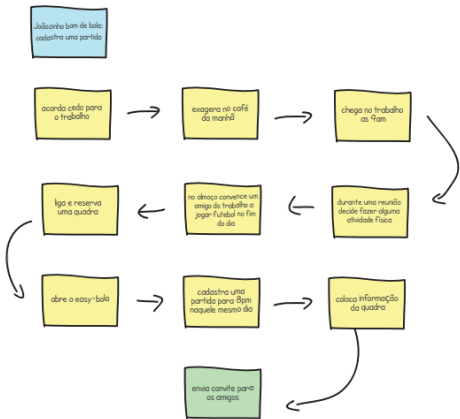 Joãozinho bom de bola:
cadastra uma partida
acorda cedo para
o trabalho
exagera no café
da manhã
chega no trabalho
as 9am
durante uma reunião
decide fazer alguma
atividade física
no almoço convence um
amigo do trabalho a
jogar futebol no fim
do dia
liga e reserva
uma quadra
abre o easy-bola
cadastra uma
partida para 8pm
naquele mesmo dia
coloca informação
da quadra
envia convite para
os amigos